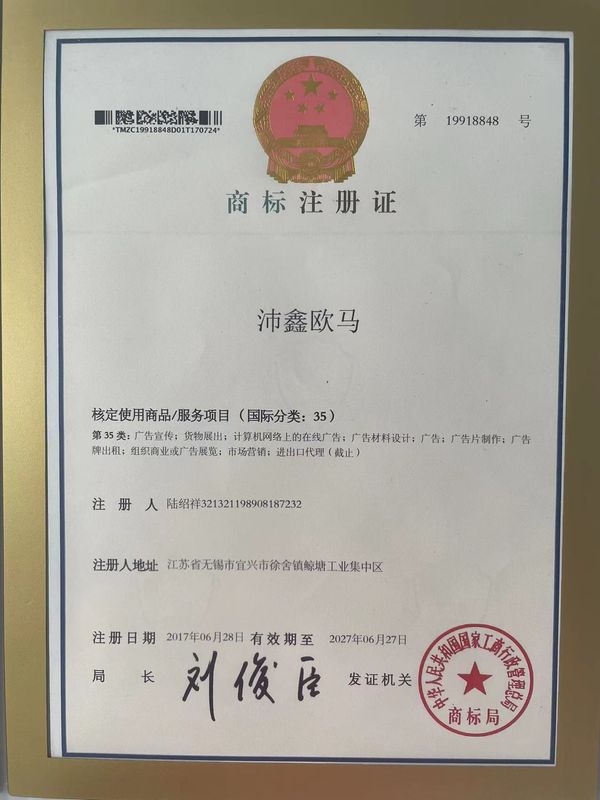 *TMZC19918848D01T170724*
第 19918848 号
商标注册证
沛鑫欧马
核定使用商品/服务项目（国际分类：35）
第35类：广告宣传；货物展出；计算机网络上的在线广告；广告材料设计；广告；广告片制作；广告
牌出租；组织商业或广告展览；市场营销；进出口代理（截止）
注册人 陆绍祥321321198908187232
注册人地址 江苏省无锡市宜兴市徐舍镇鲸塘工业集中区
注册日期 2017年06月28日 有效期至 2027年06月27日
局长 刘俊臣 发证机关
中华人民共和国国家工商行政管理总局
商标局